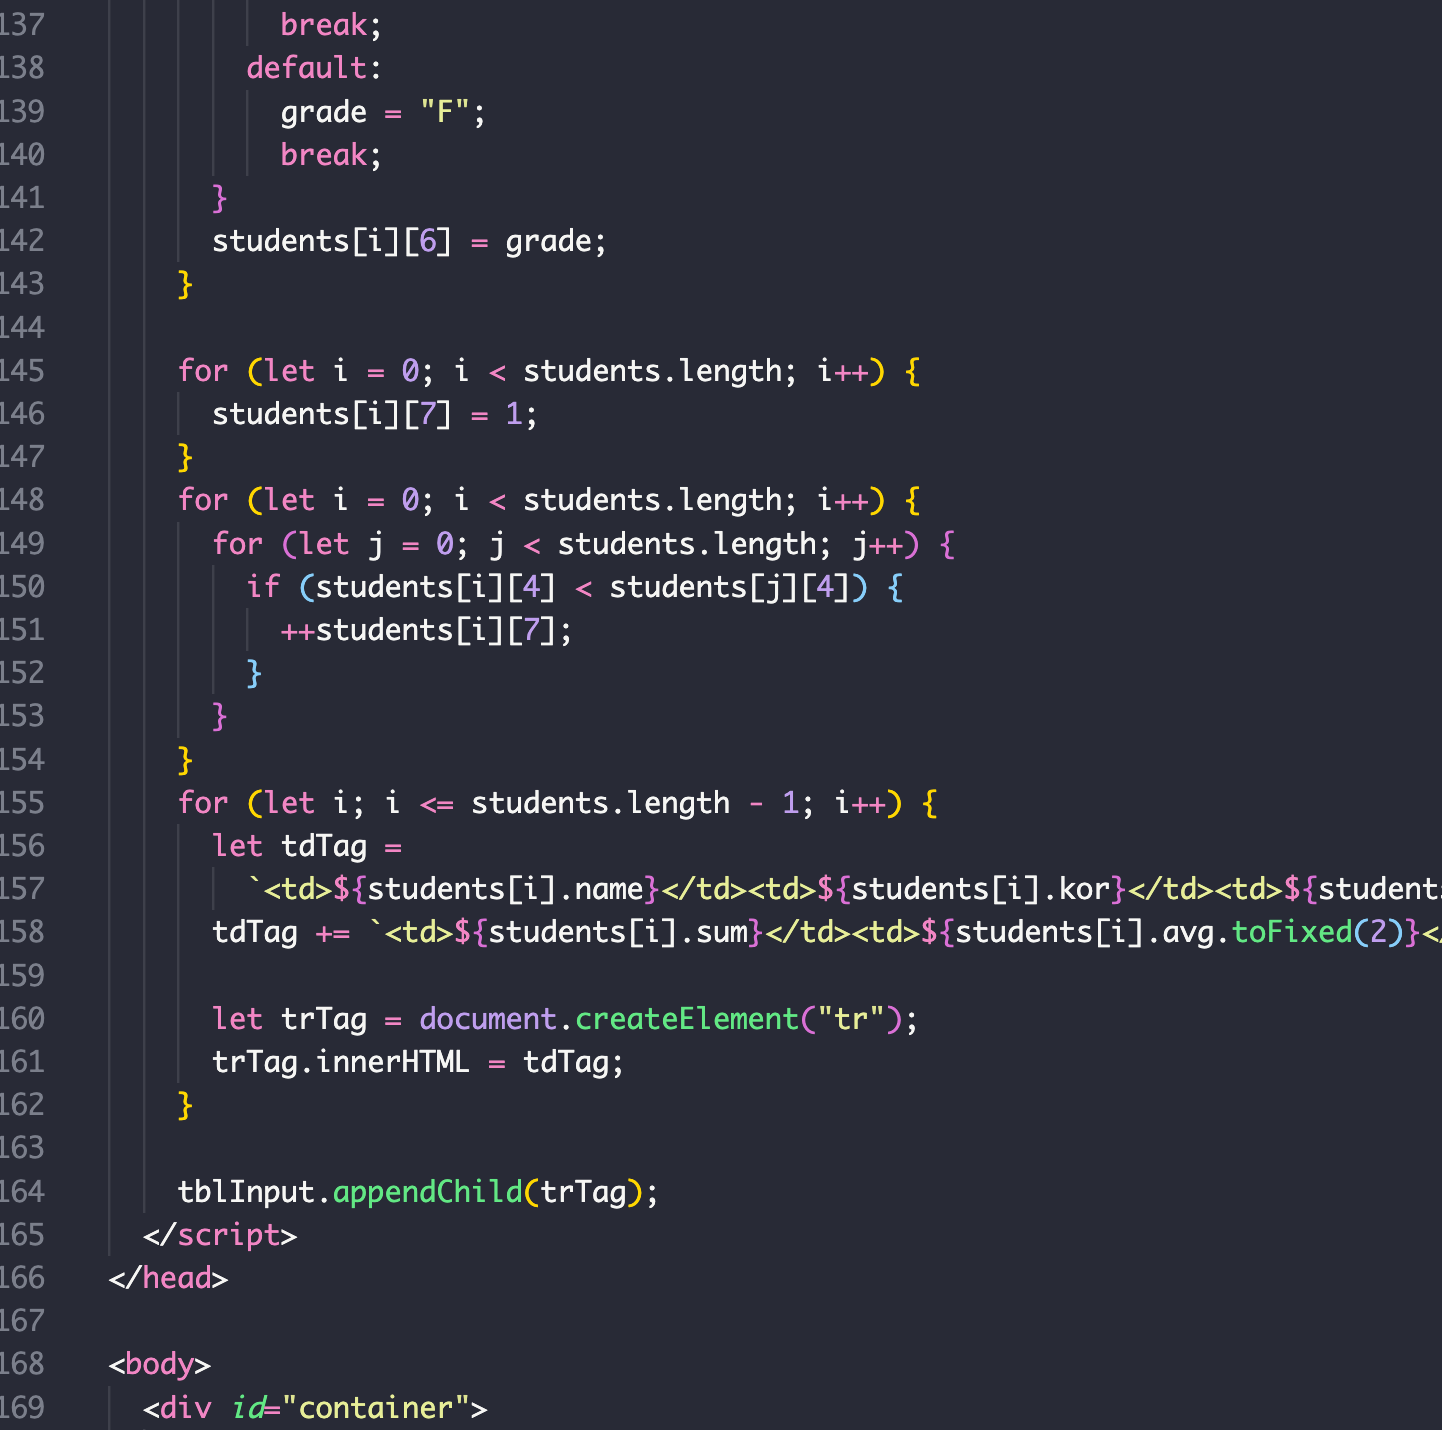 137 break;
138 default:
139 grade = "F";
140 break;
141 }
142 students[i][6] = grade;
143 }
144
145 for (let i = 0; i < students.length; i++) {
146 students[i][7] = 1;
147 }
148 for (let i = 0; i < students.length; i++) {
149 for (let j = 0; j < students.length; j++) {
150 if (students[i][4] < students[j][4]) {
151 ++students[i][7];
152 }
153 }
154 }
155 for (let i; i <= students.length - 1; i++) {
156 let tdTag =
157 `<td>${students[i].name}</td><td>${students[i].kor}</td><td>${students
158 tdTag += `<td>${students[i].sum}</td><td>${students[i].avg.toFixed(2)}</
159
160 let trTag = document.createElement("tr");
161 trTag.innerHTML = tdTag;
162 }
163
164 tblInput.appendChild(trTag);
165 </script>
166 </head>
167
168 <body>
169 <div id="container">